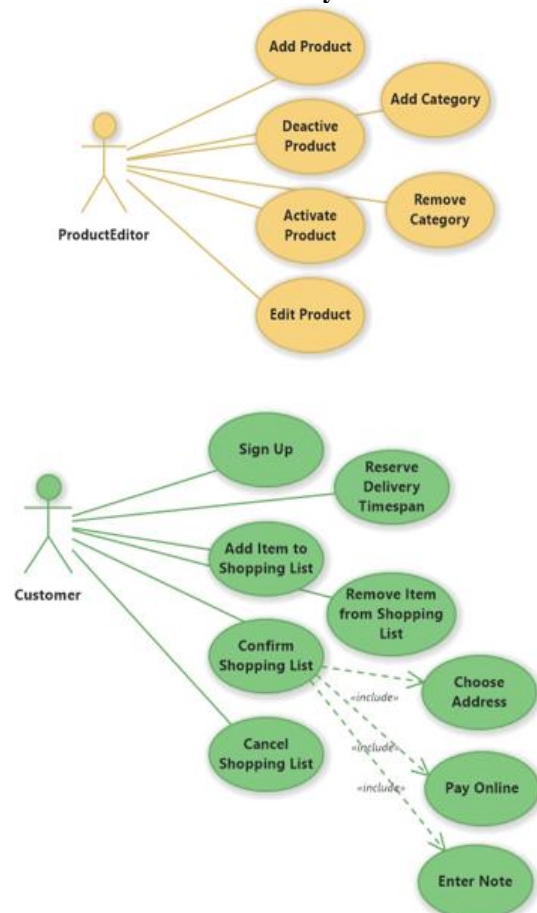 Add Product
Add Category
Deactive
Product
ProductEditor
Activate
Product
Remove
Category
Edit Product
Sign Up
Reserve
Delivery
Timespan
Customer
Add Item to
Shopping List
Remove Item
from Shopping
List
Confirm
Shopping List
Choose
Address
«include»
Cancel
Shopping List
«include»
Pay Online
«include»
Enter Note